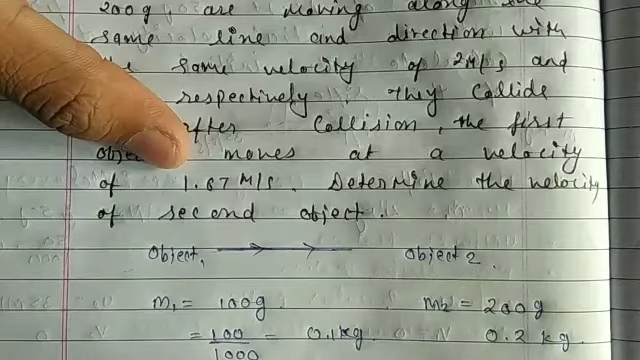 200g are moving along the
same line and direction with
same velocity of 2m/s and
respectively. They collide
after collision, the first
moves at a velocity
of 1.67 M/S. Determine the velocity
of second object.
Object₁ Object 2
m₁ = 100g m₂ = 200g
= 100/1000 = 0.1kg 0.2 kg.